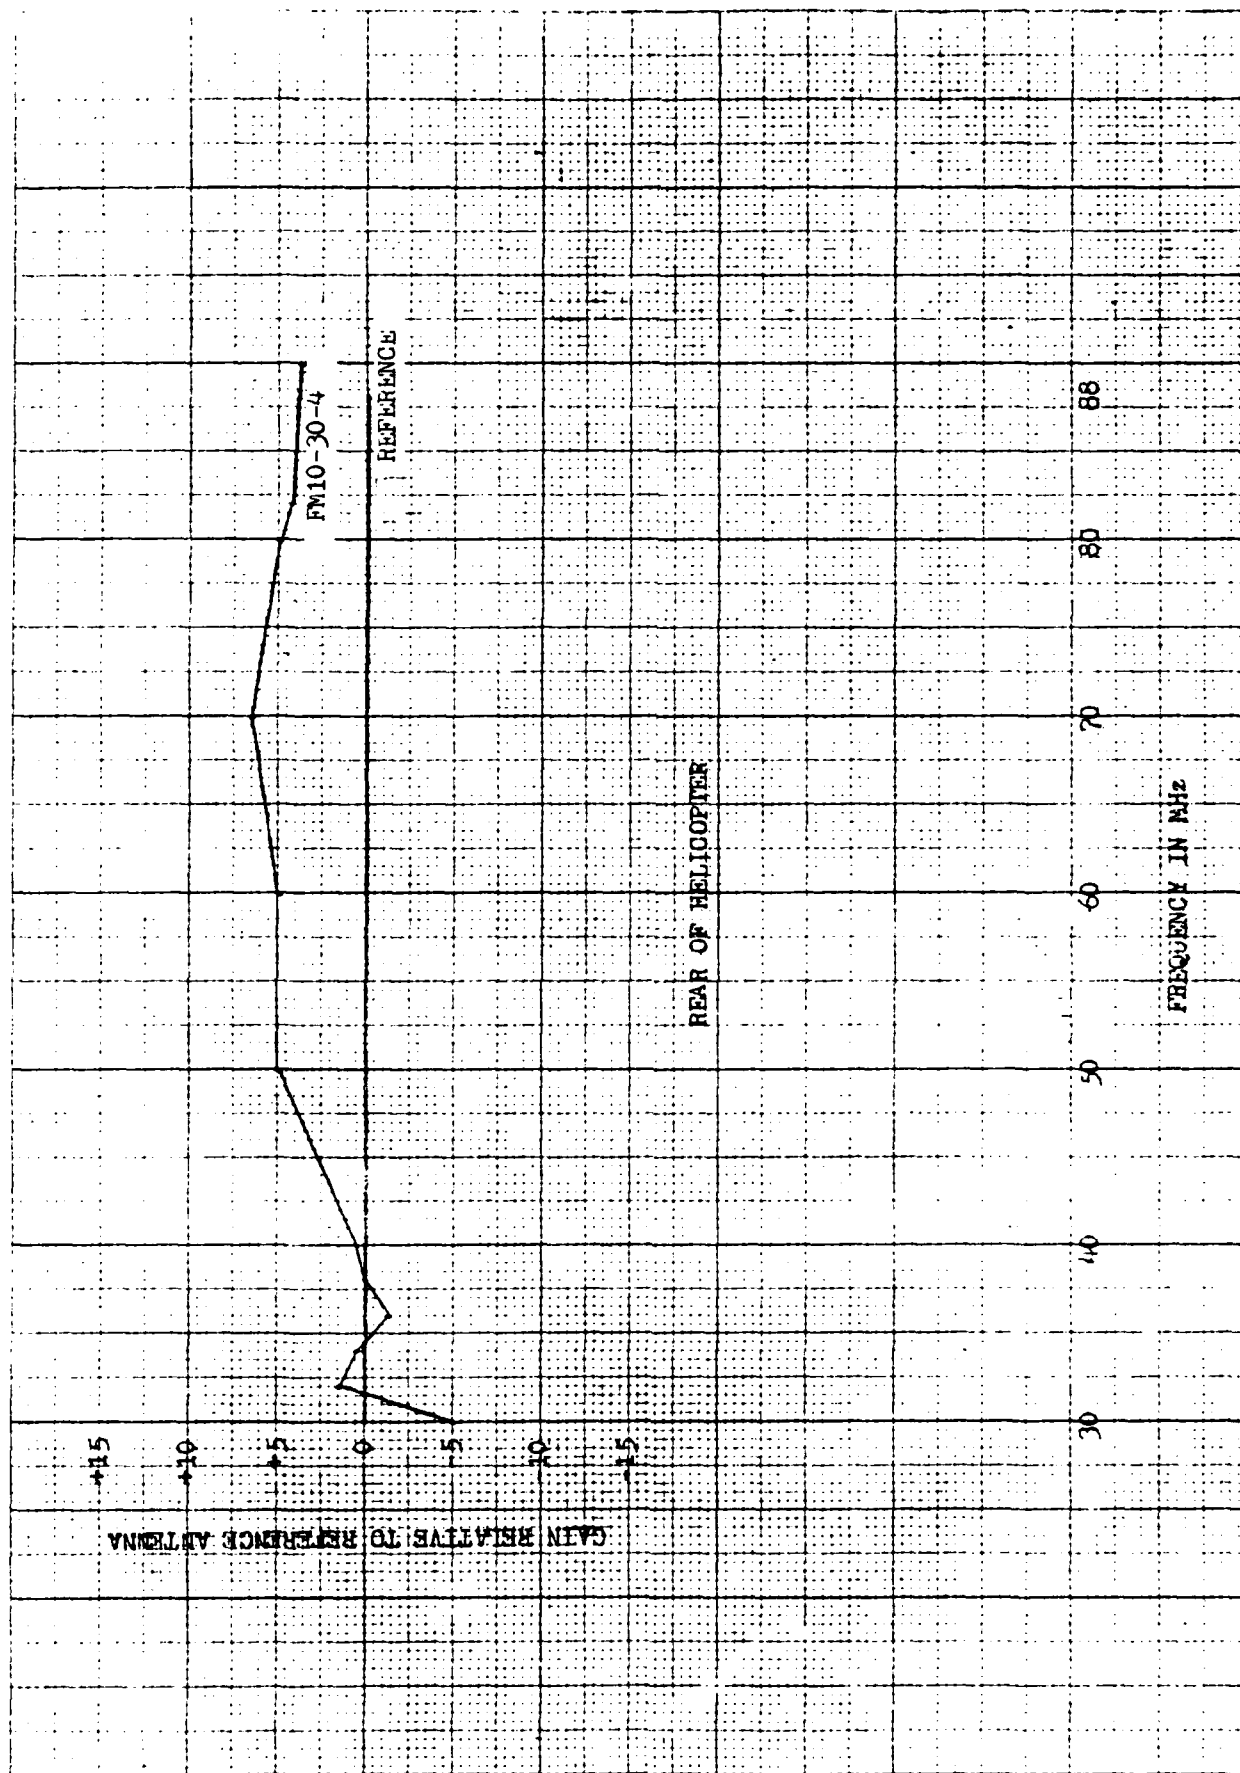 GAIN RELATIVE TO REFERENCE ANTENNA
+15
+10
+5
0
-5
-10
-15
FM10-30-4
REFERENCE
REAR OF HELICOPTER
30
40
50
60
70
80
88
FREQUENCY IN MHz